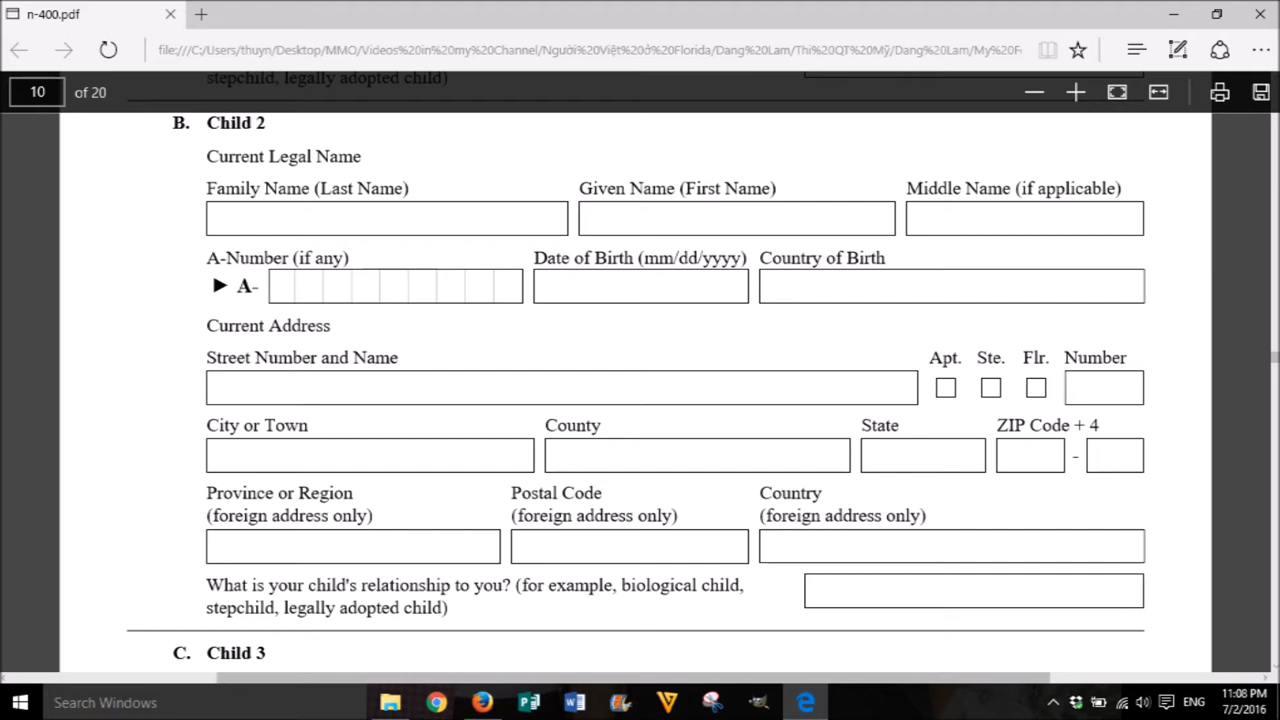 n-400.pdf
file:///C:/Users/thuyn/Desktop/MMO/Videos%20in%20my%20Channel/Người%20Việt%20ở%20Florida/Dang%20Lam/Thi%20QT%20Mỹ/Dang%20Lam/My%20F
stepchild, legally adopted child)
10 of 20
B. Child 2
Current Legal Name
Family Name (Last Name) Given Name (First Name) Middle Name (if applicable)
A-Number (if any) Date of Birth (mm/dd/yyyy) Country of Birth
► A-
Current Address
Street Number and Name Apt. Ste. Flr. Number
City or Town County State ZIP Code + 4
-
Province or Region Postal Code Country
(foreign address only) (foreign address only) (foreign address only)
What is your child's relationship to you? (for example, biological child,
stepchild, legally adopted child)
C. Child 3
Search Windows
ENG
11:08 PM
7/2/2016